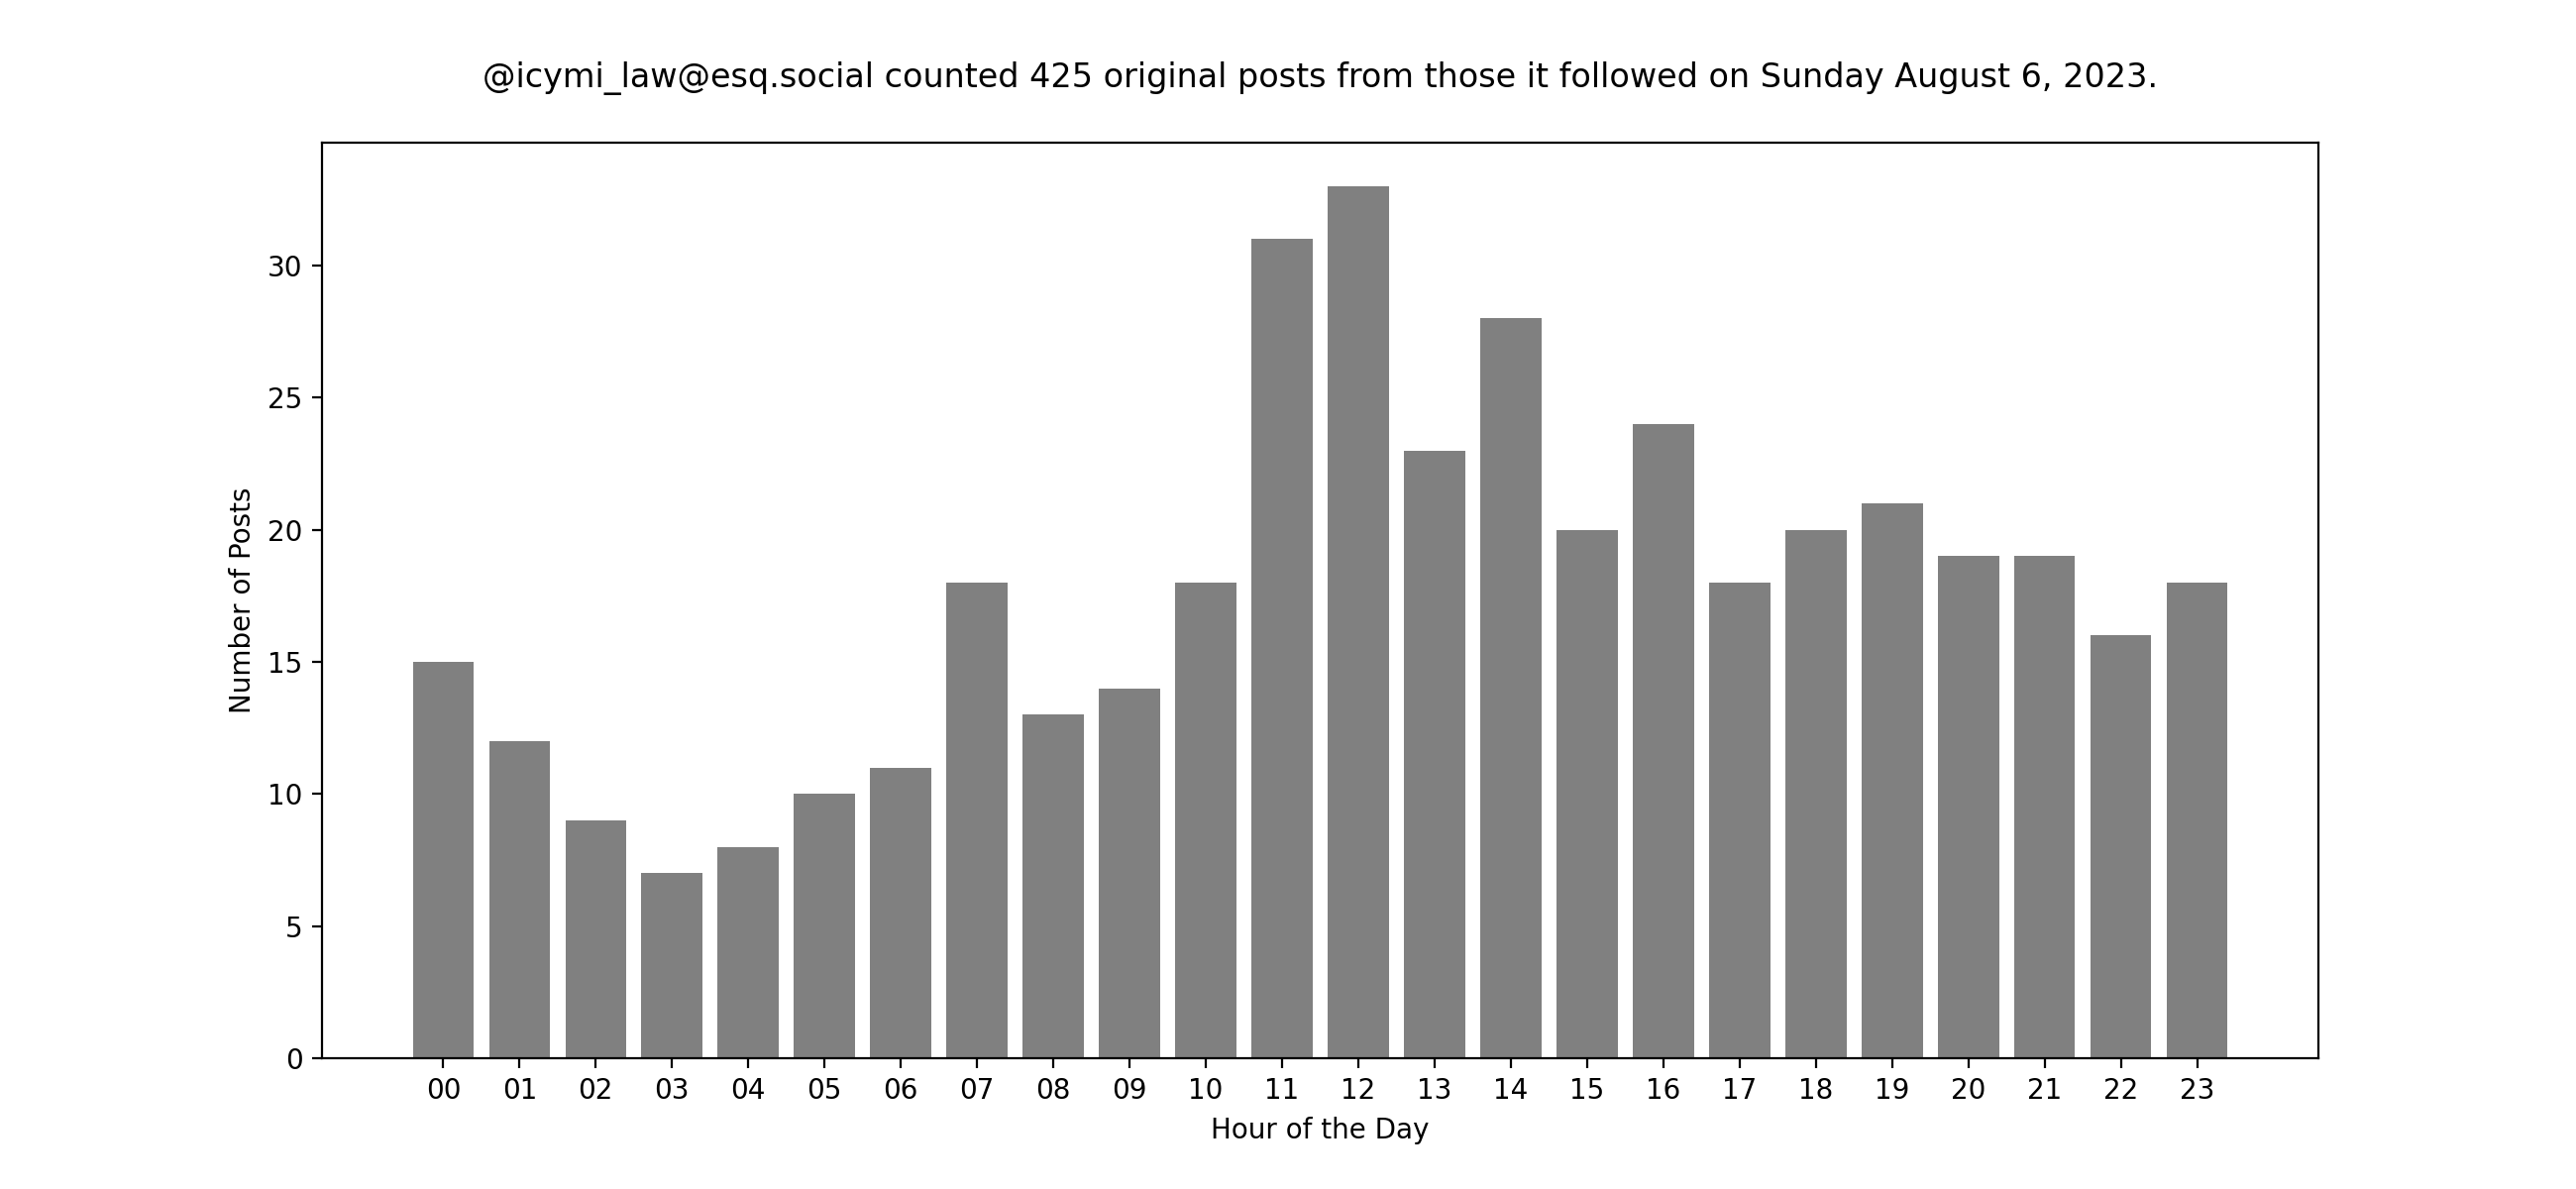 @icymi_law@esq.social counted 425 original posts from those it followed on Sunday August 6, 2023.
30
25
20
15
10
5
0
Number of Posts
00 01 02 03 04 05 06 07 08 09 10 11 12 13 14 15 16 17 18 19 20 21 22 23
Hour of the Day